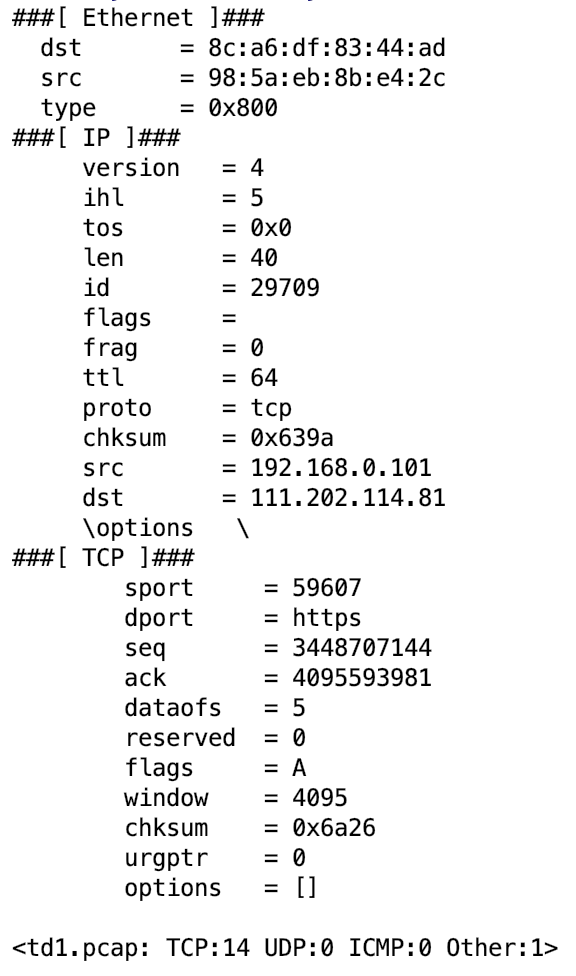 ###[ Ethernet ]###
  dst       = 8c:a6:df:83:44:ad
  src       = 98:5a:eb:8b:e4:2c
  type      = 0x800
###[ IP ]###
     version   = 4
     ihl       = 5
     tos       = 0x0
     len       = 40
     id        = 29709
     flags     =
     frag      = 0
     ttl       = 64
     proto     = tcp
     chksum    = 0x639a
     src       = 192.168.0.101
     dst       = 111.202.114.81
     \options   \
###[ TCP ]###
        sport     = 59607
        dport     = https
        seq       = 3448707144
        ack       = 4095593981
        dataofs   = 5
        reserved  = 0
        flags     = A
        window    = 4095
        chksum    = 0x6a26
        urgptr    = 0
        options   = []

<td1.pcap: TCP:14 UDP:0 ICMP:0 Other:1>